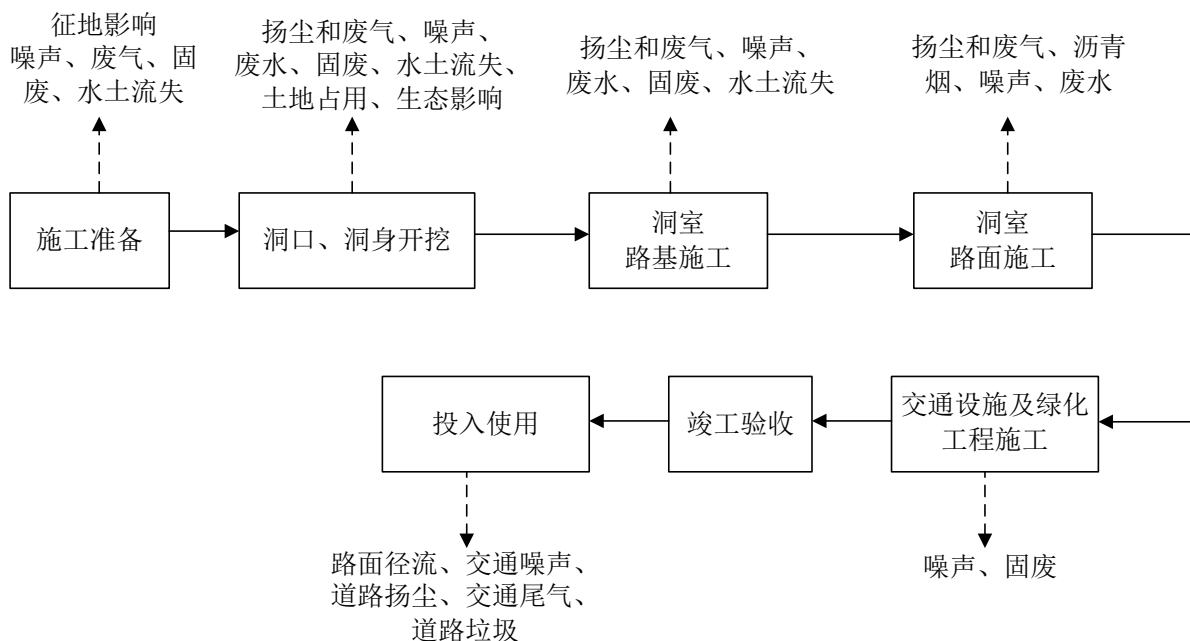 征地影响
噪声、废气、固
废、水土流失
扬尘和废气、噪声、
废水、固废、水土流失、
土地占用、生态影响
扬尘和废气、噪声、
废水、固废、水土流失
扬尘和废气、沥青
烟、噪声、废水
施工准备
洞口、洞身开挖
洞室
路基施工
洞室
路面施工
投入使用
竣工验收
交通设施及绿化
工程施工
路面径流、交通噪声、
道路扬尘、交通尾气、
道路垃圾
噪声、固废